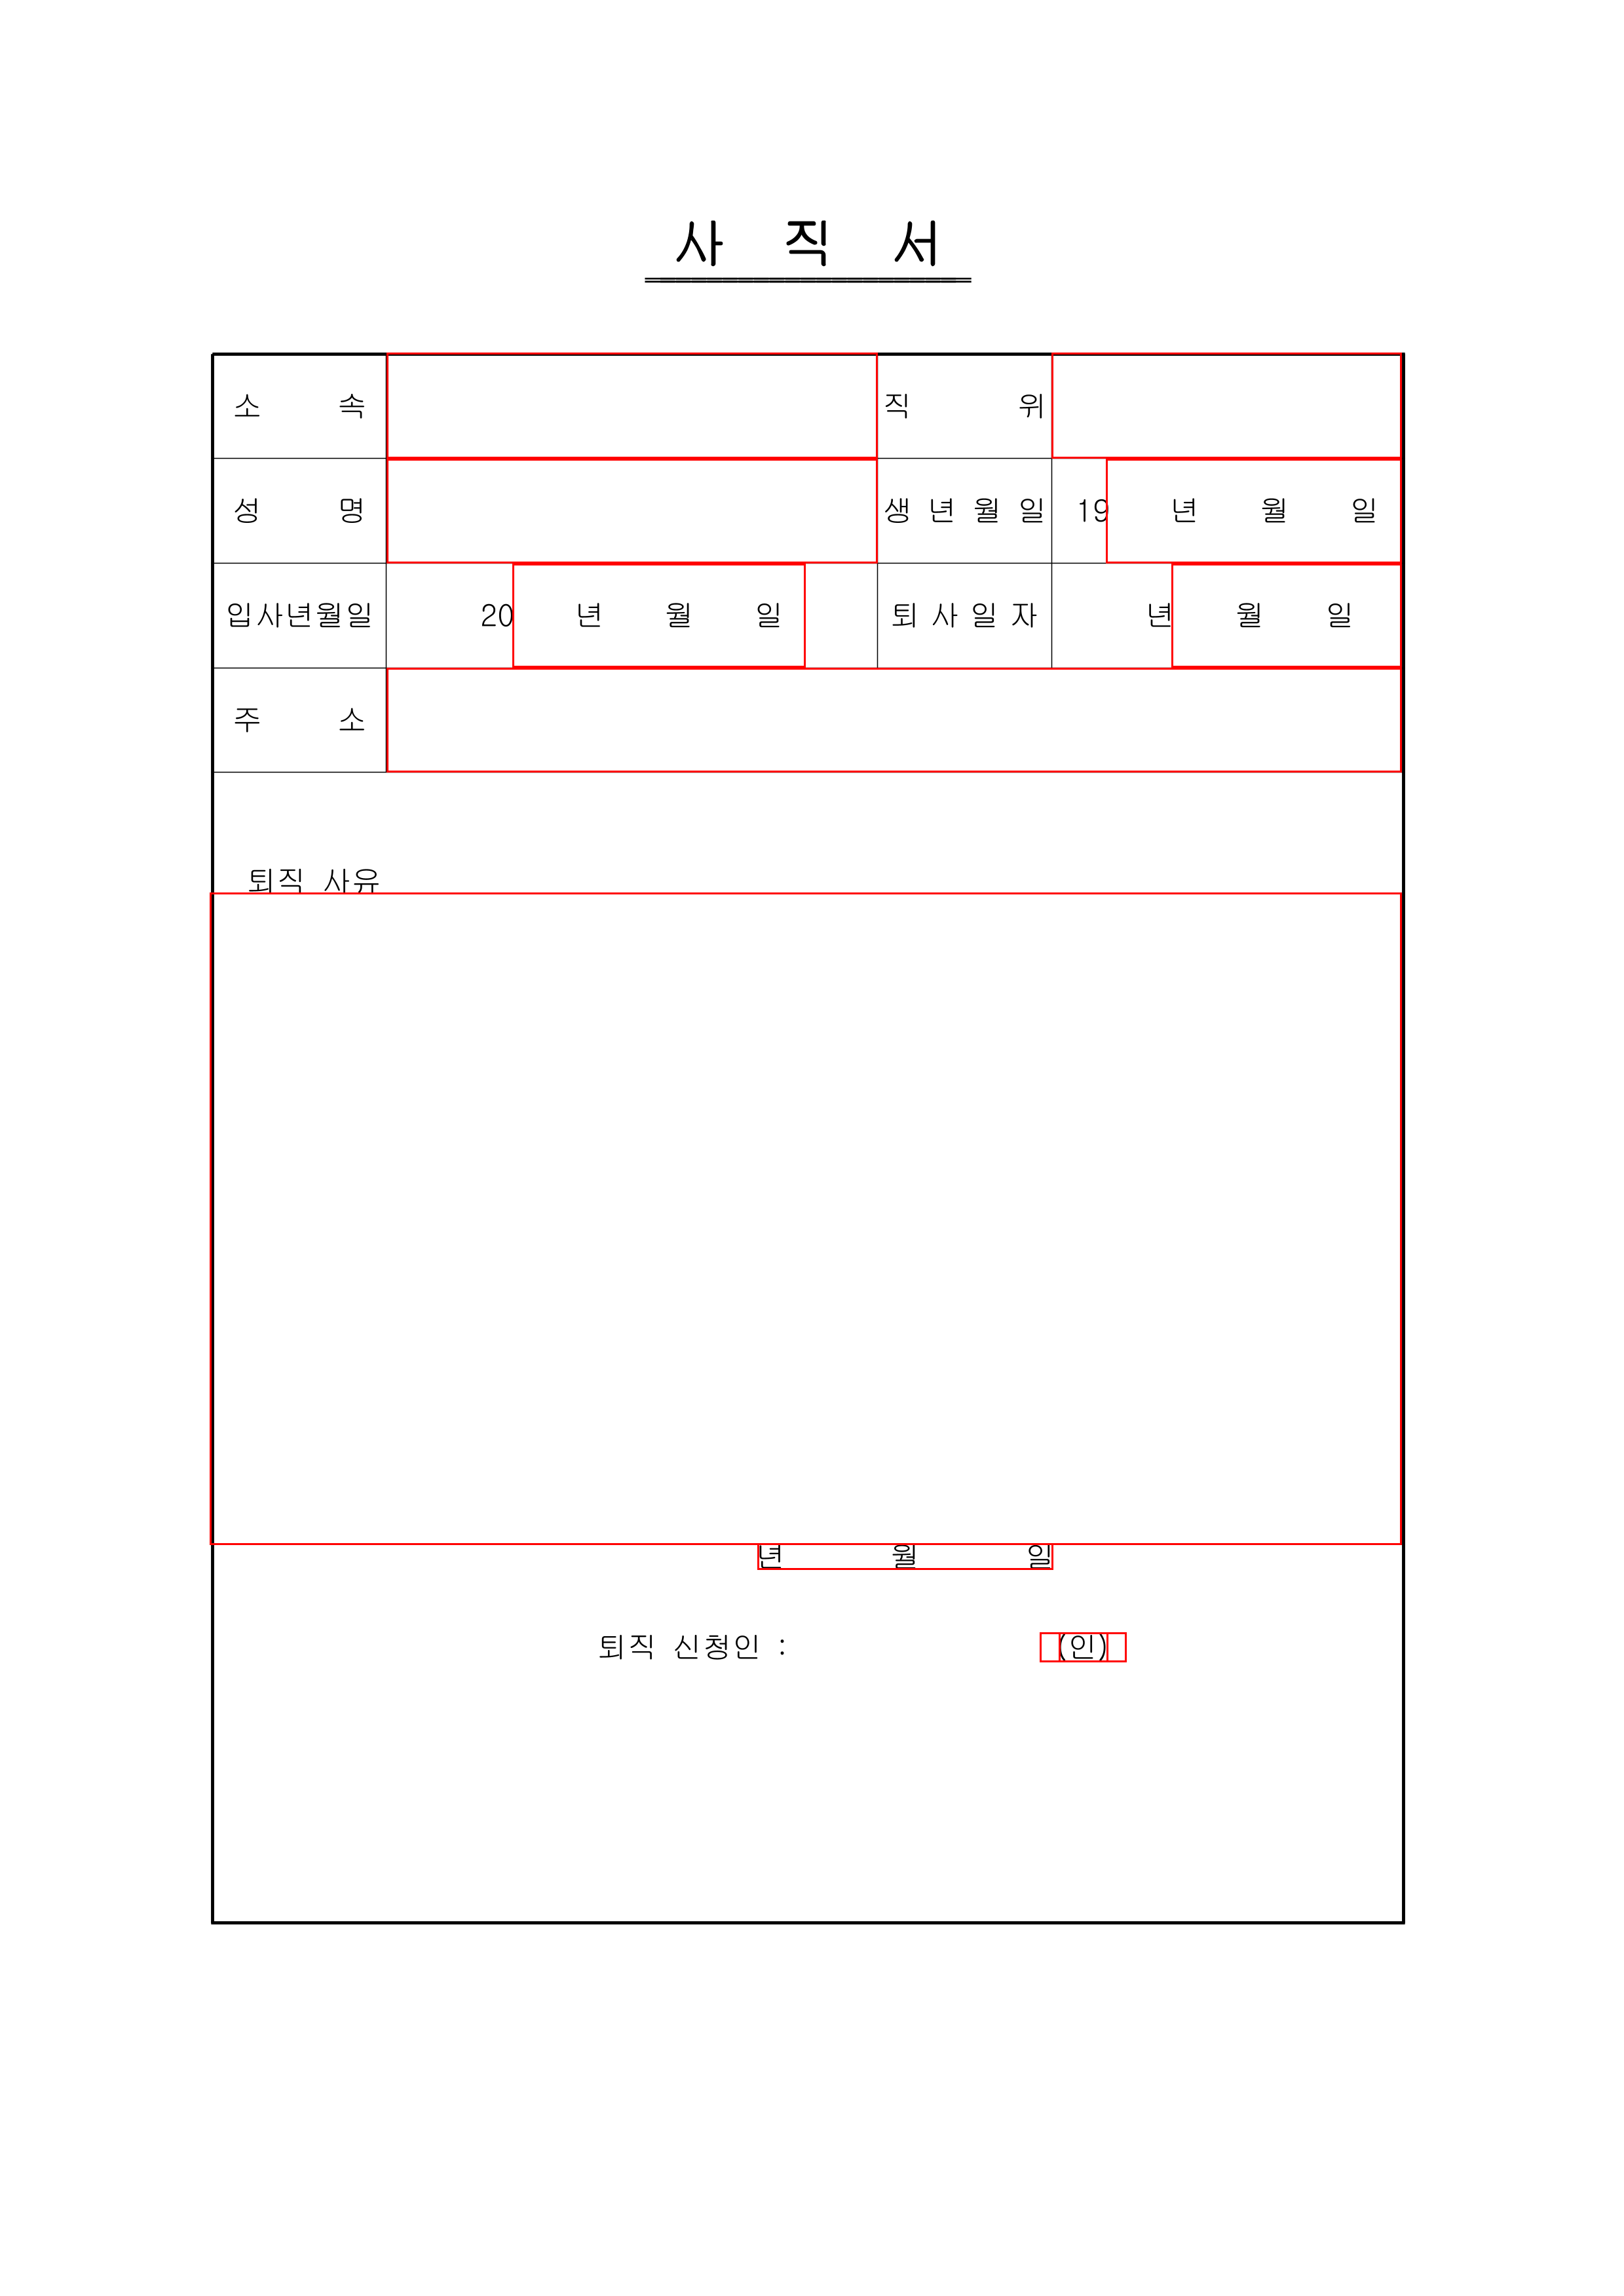 사 직 서
소 속 직 위
성 명 생 년 월 일 19 년 월 일
입사년월일 20 년 월 일 퇴 사 일 자 년 월 일
주 소
퇴직 사유
년 월 일
퇴직 신청인 : (인)